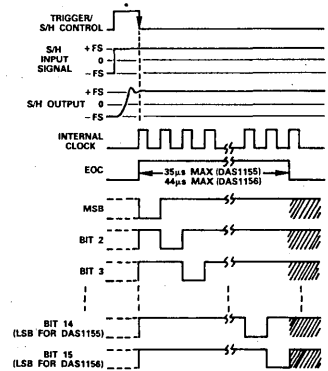 TRIGGER/
S/H CONTROL
S/H
INPUT
SIGNAL
+FS
0
−FS
S/H OUTPUT
+FS
0
−FS
INTERNAL
CLOCK
EOC
35μs MAX (DAS1155)
44μs MAX (DAS1156)
MSB
BIT 2
BIT 3
BIT 14
(LSB FOR DAS1155)
BIT 15
(LSB FOR DAS1156)